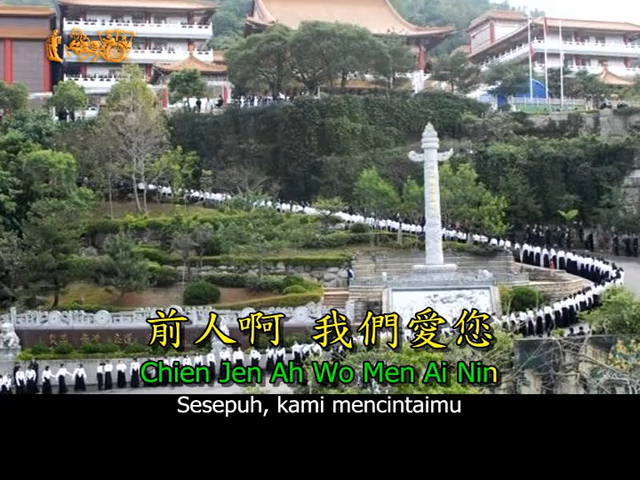 前人啊 我們愛您
Chien Jen Ah Wo Men Ai Nin
Sesepuh, kami mencintaimu